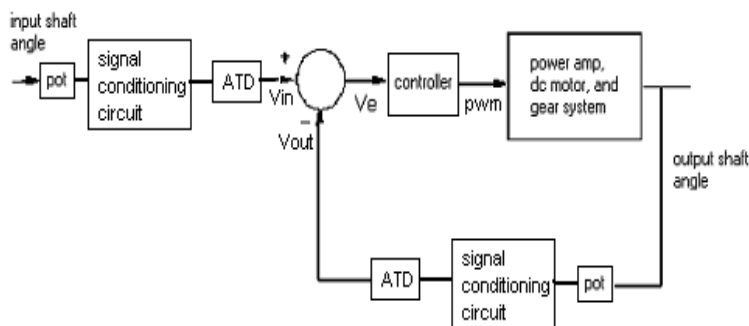 input shaft
angle
pot
signal
conditioning
circuit
ATD
+
Vin
-
Vout
Ve
controller
pwm
power amp,
dc motor, and
gear system
output shaft
angle
ATD
signal
conditioning
circuit
pot